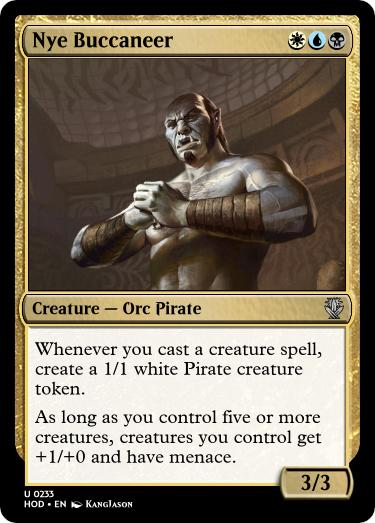 Nye Buccaneer
Creature — Orc Pirate
Whenever you cast a creature spell,
create a 1/1 white Pirate creature
token.
As long as you control five or more
creatures, creatures you control get
+1/+0 and have menace.
3/3
U 0233
HOD • EN KangJason